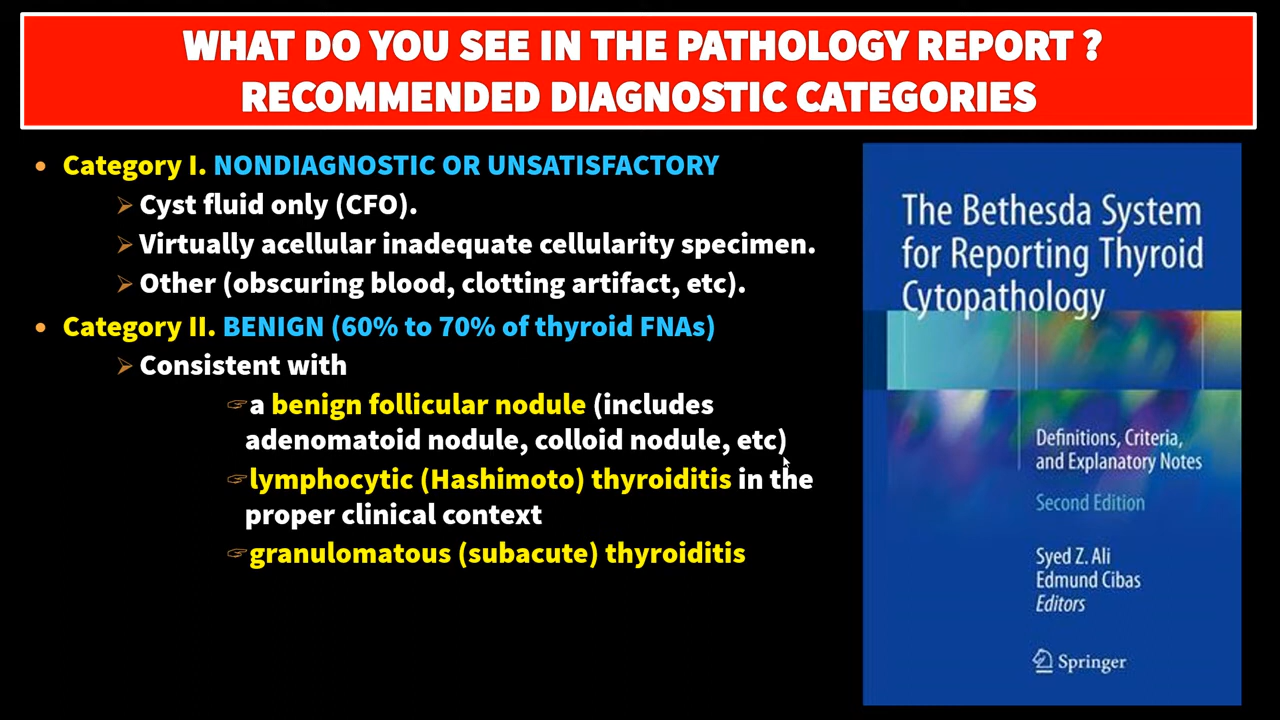 WHAT DO YOU SEE IN THE PATHOLOGY REPORT ?
RECOMMENDED DIAGNOSTIC CATEGORIES
• Category I. NONDIAGNOSTIC OR UNSATISFACTORY
➢ Cyst fluid only (CFO).
➢ Virtually acellular inadequate cellularity specimen.
➢ Other (obscuring blood, clotting artifact, etc).
• Category II. BENIGN (60% to 70% of thyroid FNAs)
➢ Consistent with
☞a benign follicular nodule (includes
adenomatoid nodule, colloid nodule, etc)
☞lymphocytic (Hashimoto) thyroiditis in the
proper clinical context
☞granulomatous (subacute) thyroiditis
The Bethesda System
for Reporting Thyroid
Cytopathology
Definitions, Criteria,
and Explanatory Notes
Second Edition
Syed Z. Ali
Edmund Cibas
Editors
Springer